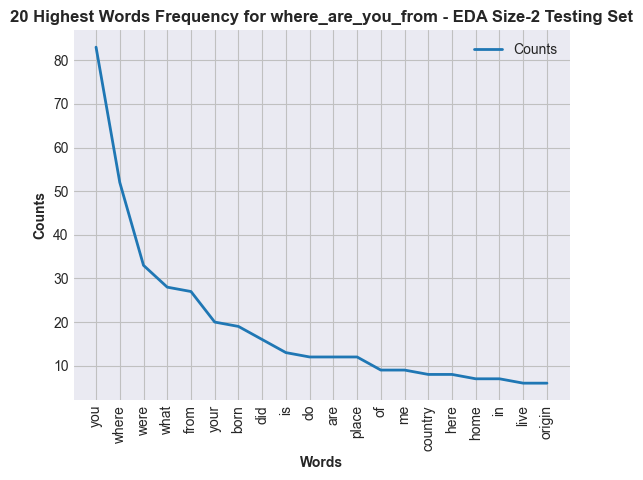 20 Highest Words Frequency for where_are_you_from - EDA Size-2 Testing Set
Counts
80
70
60
50
40
30
20
10
Counts
you
where
were
what
from
your
born
did
is
do
are
place
of
me
country
here
home
in
live
origin
Words